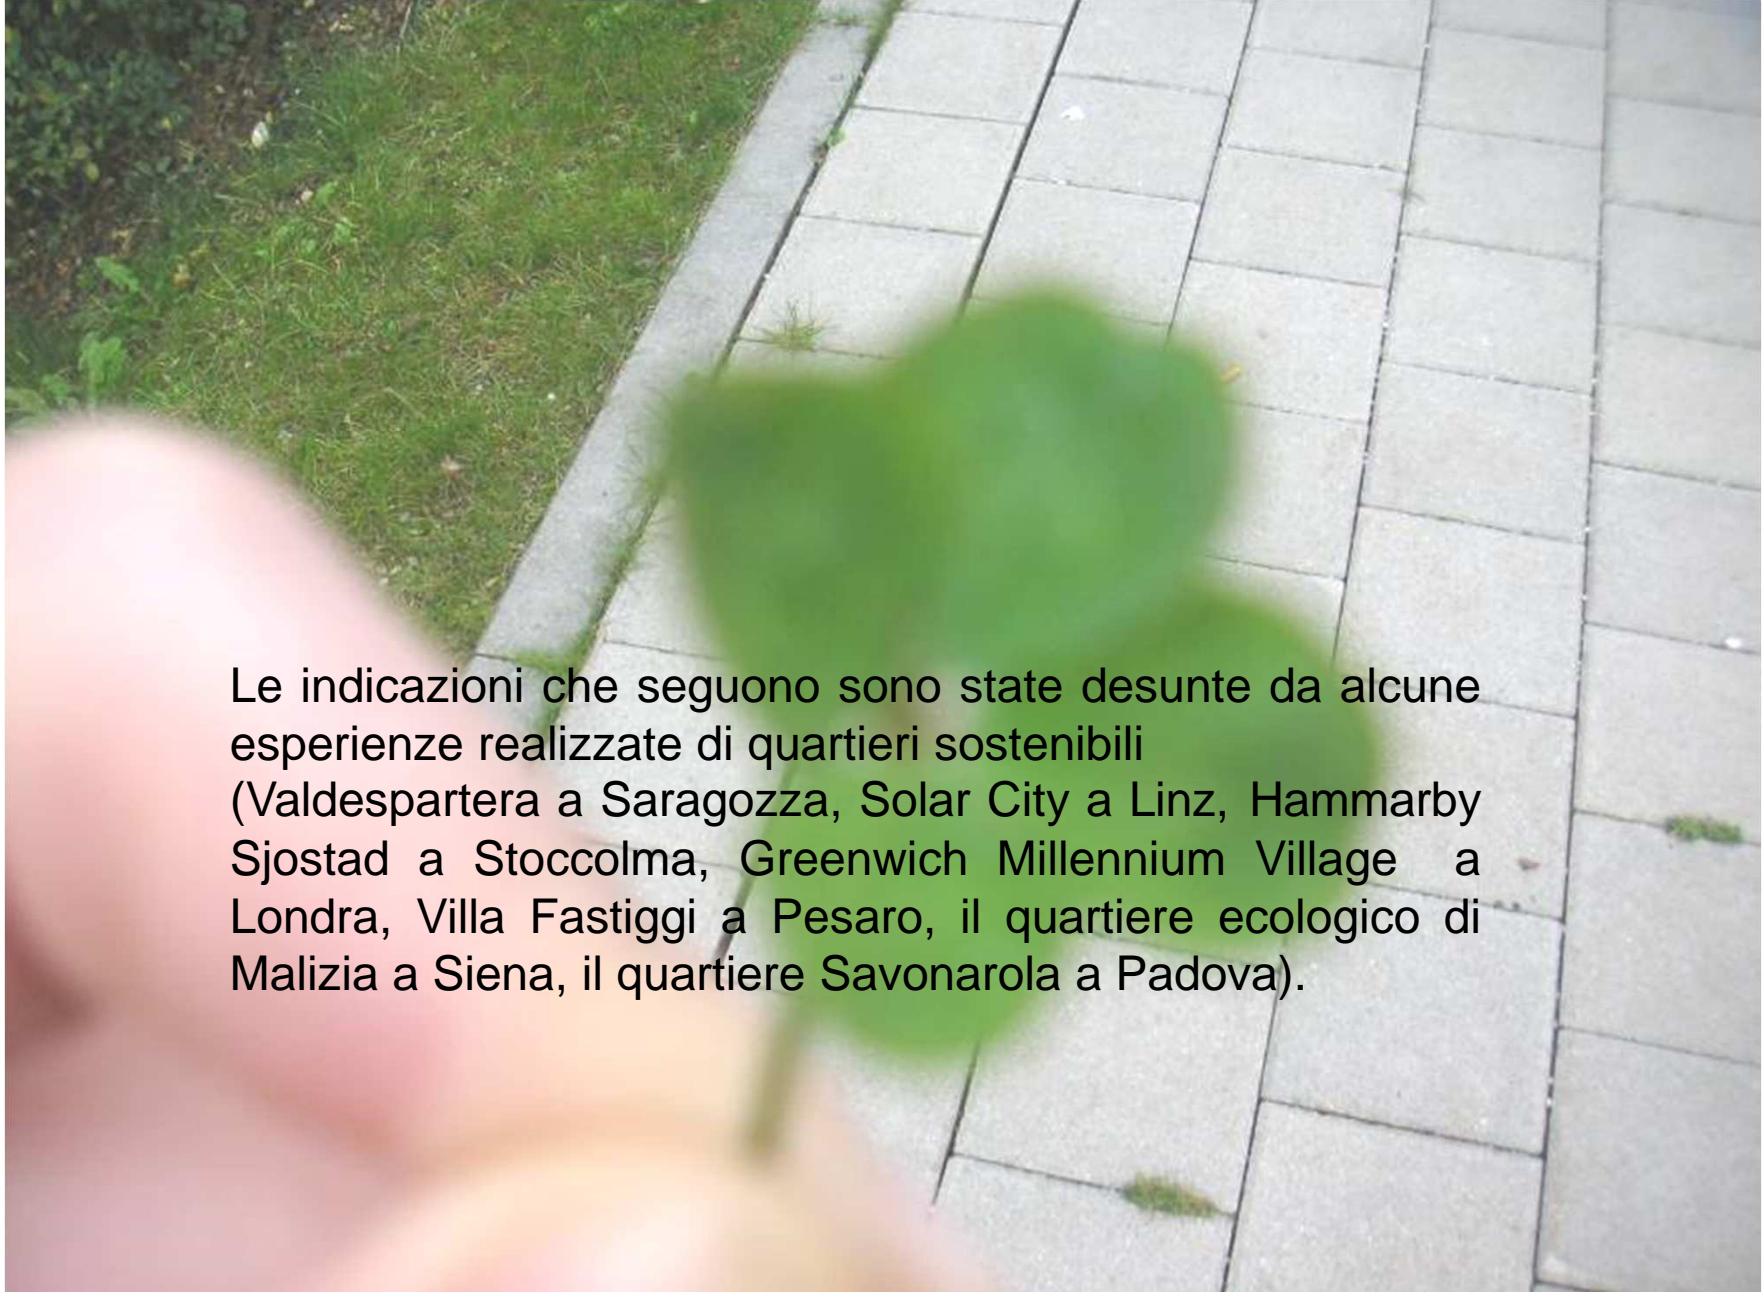 Le indicazioni che seguono sono state desunte da alcune
esperienze realizzate di quartieri sostenibili
(Valdespartera a Saragozza, Solar City a Linz, Hammarby
Sjostad a Stoccolma, Greenwich Millennium Village a
Londra, Villa Fastiggi a Pesaro, il quartiere ecologico di
Malizia a Siena, il quartiere Savonarola a Padova).